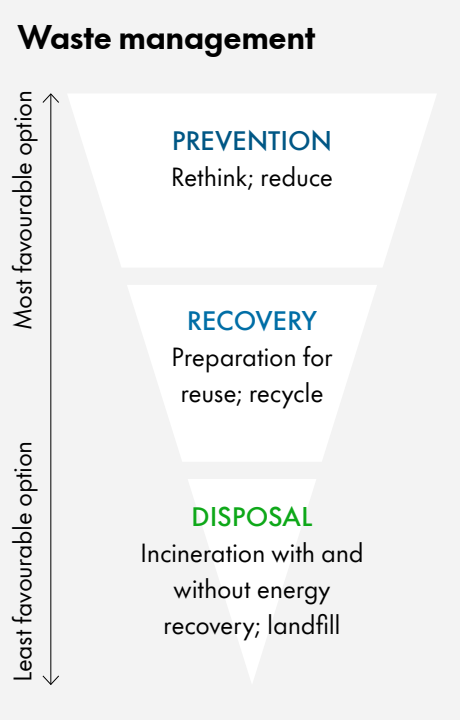 Waste management
Most favourable option
PREVENTION
Rethink; reduce
RECOVERY
Preparation for
reuse; recycle
Least favourable option
DISPOSAL
Incineration with and
without energy
recovery; landfill